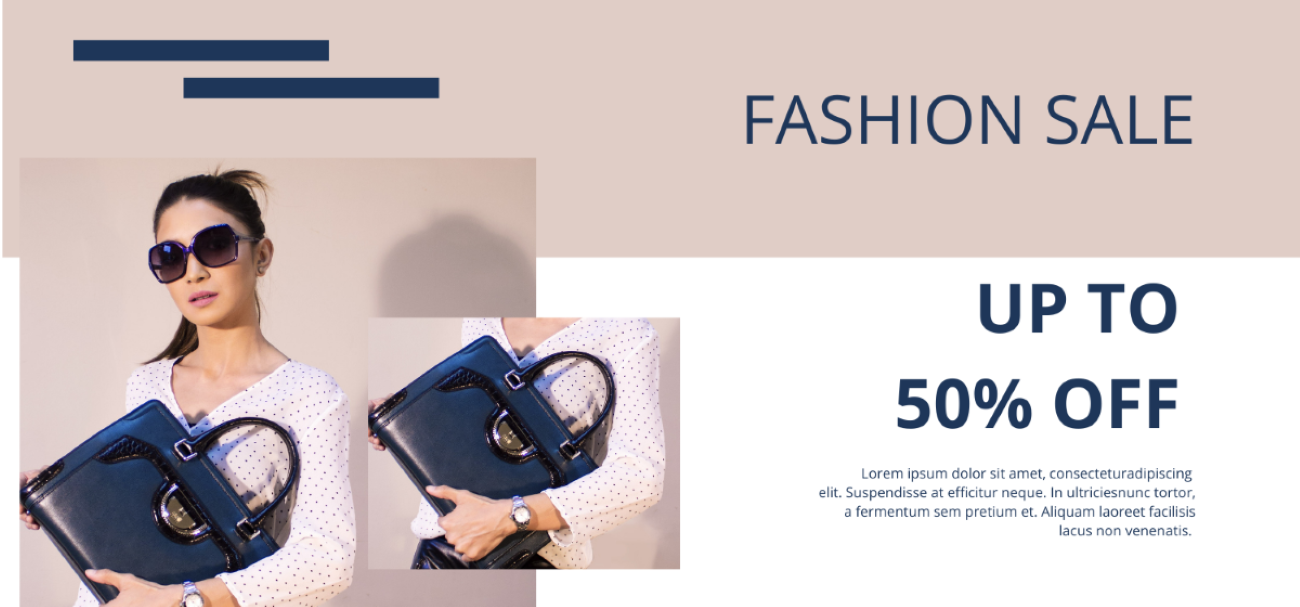 FASHION SALE
UP TO
50% OFF
Lorem ipsum dolor sit amet, consecteturadipiscing
elit. Suspendisse at efficitur neque. In ultriciesnunc tortor,
a fermentum sem pretium et. Aliquam laoreet facilisis
lacus non venenatis.